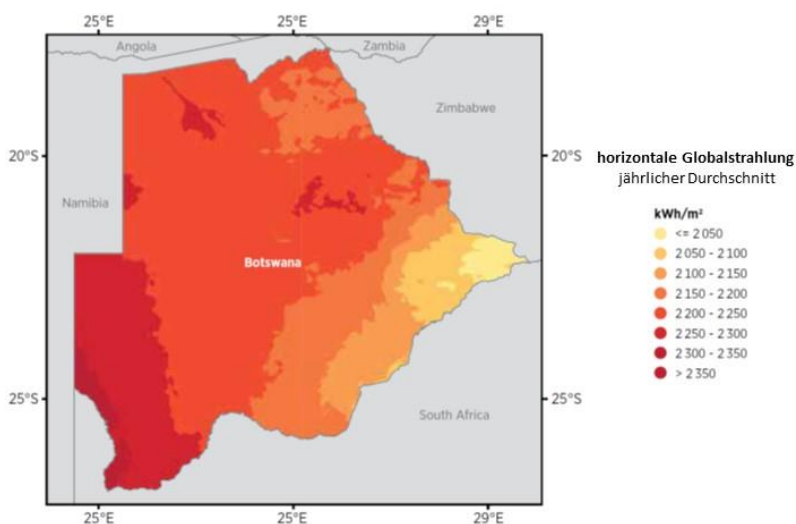 25°E 25°E 29°E
Angola
Zambia
Zimbabwe
20°S
20°S
Namibia
Botswana
25°S
25°S
South Africa
25°E 25°E 29°E
horizontale Globalstrahlung
jährlicher Durchschnitt
kWh/m²
<= 2 050
2 050 - 2 100
2 100 - 2 150
2 150 - 2 200
2 200 - 2 250
2 250 - 2 300
2 300 - 2 350
> 2 350